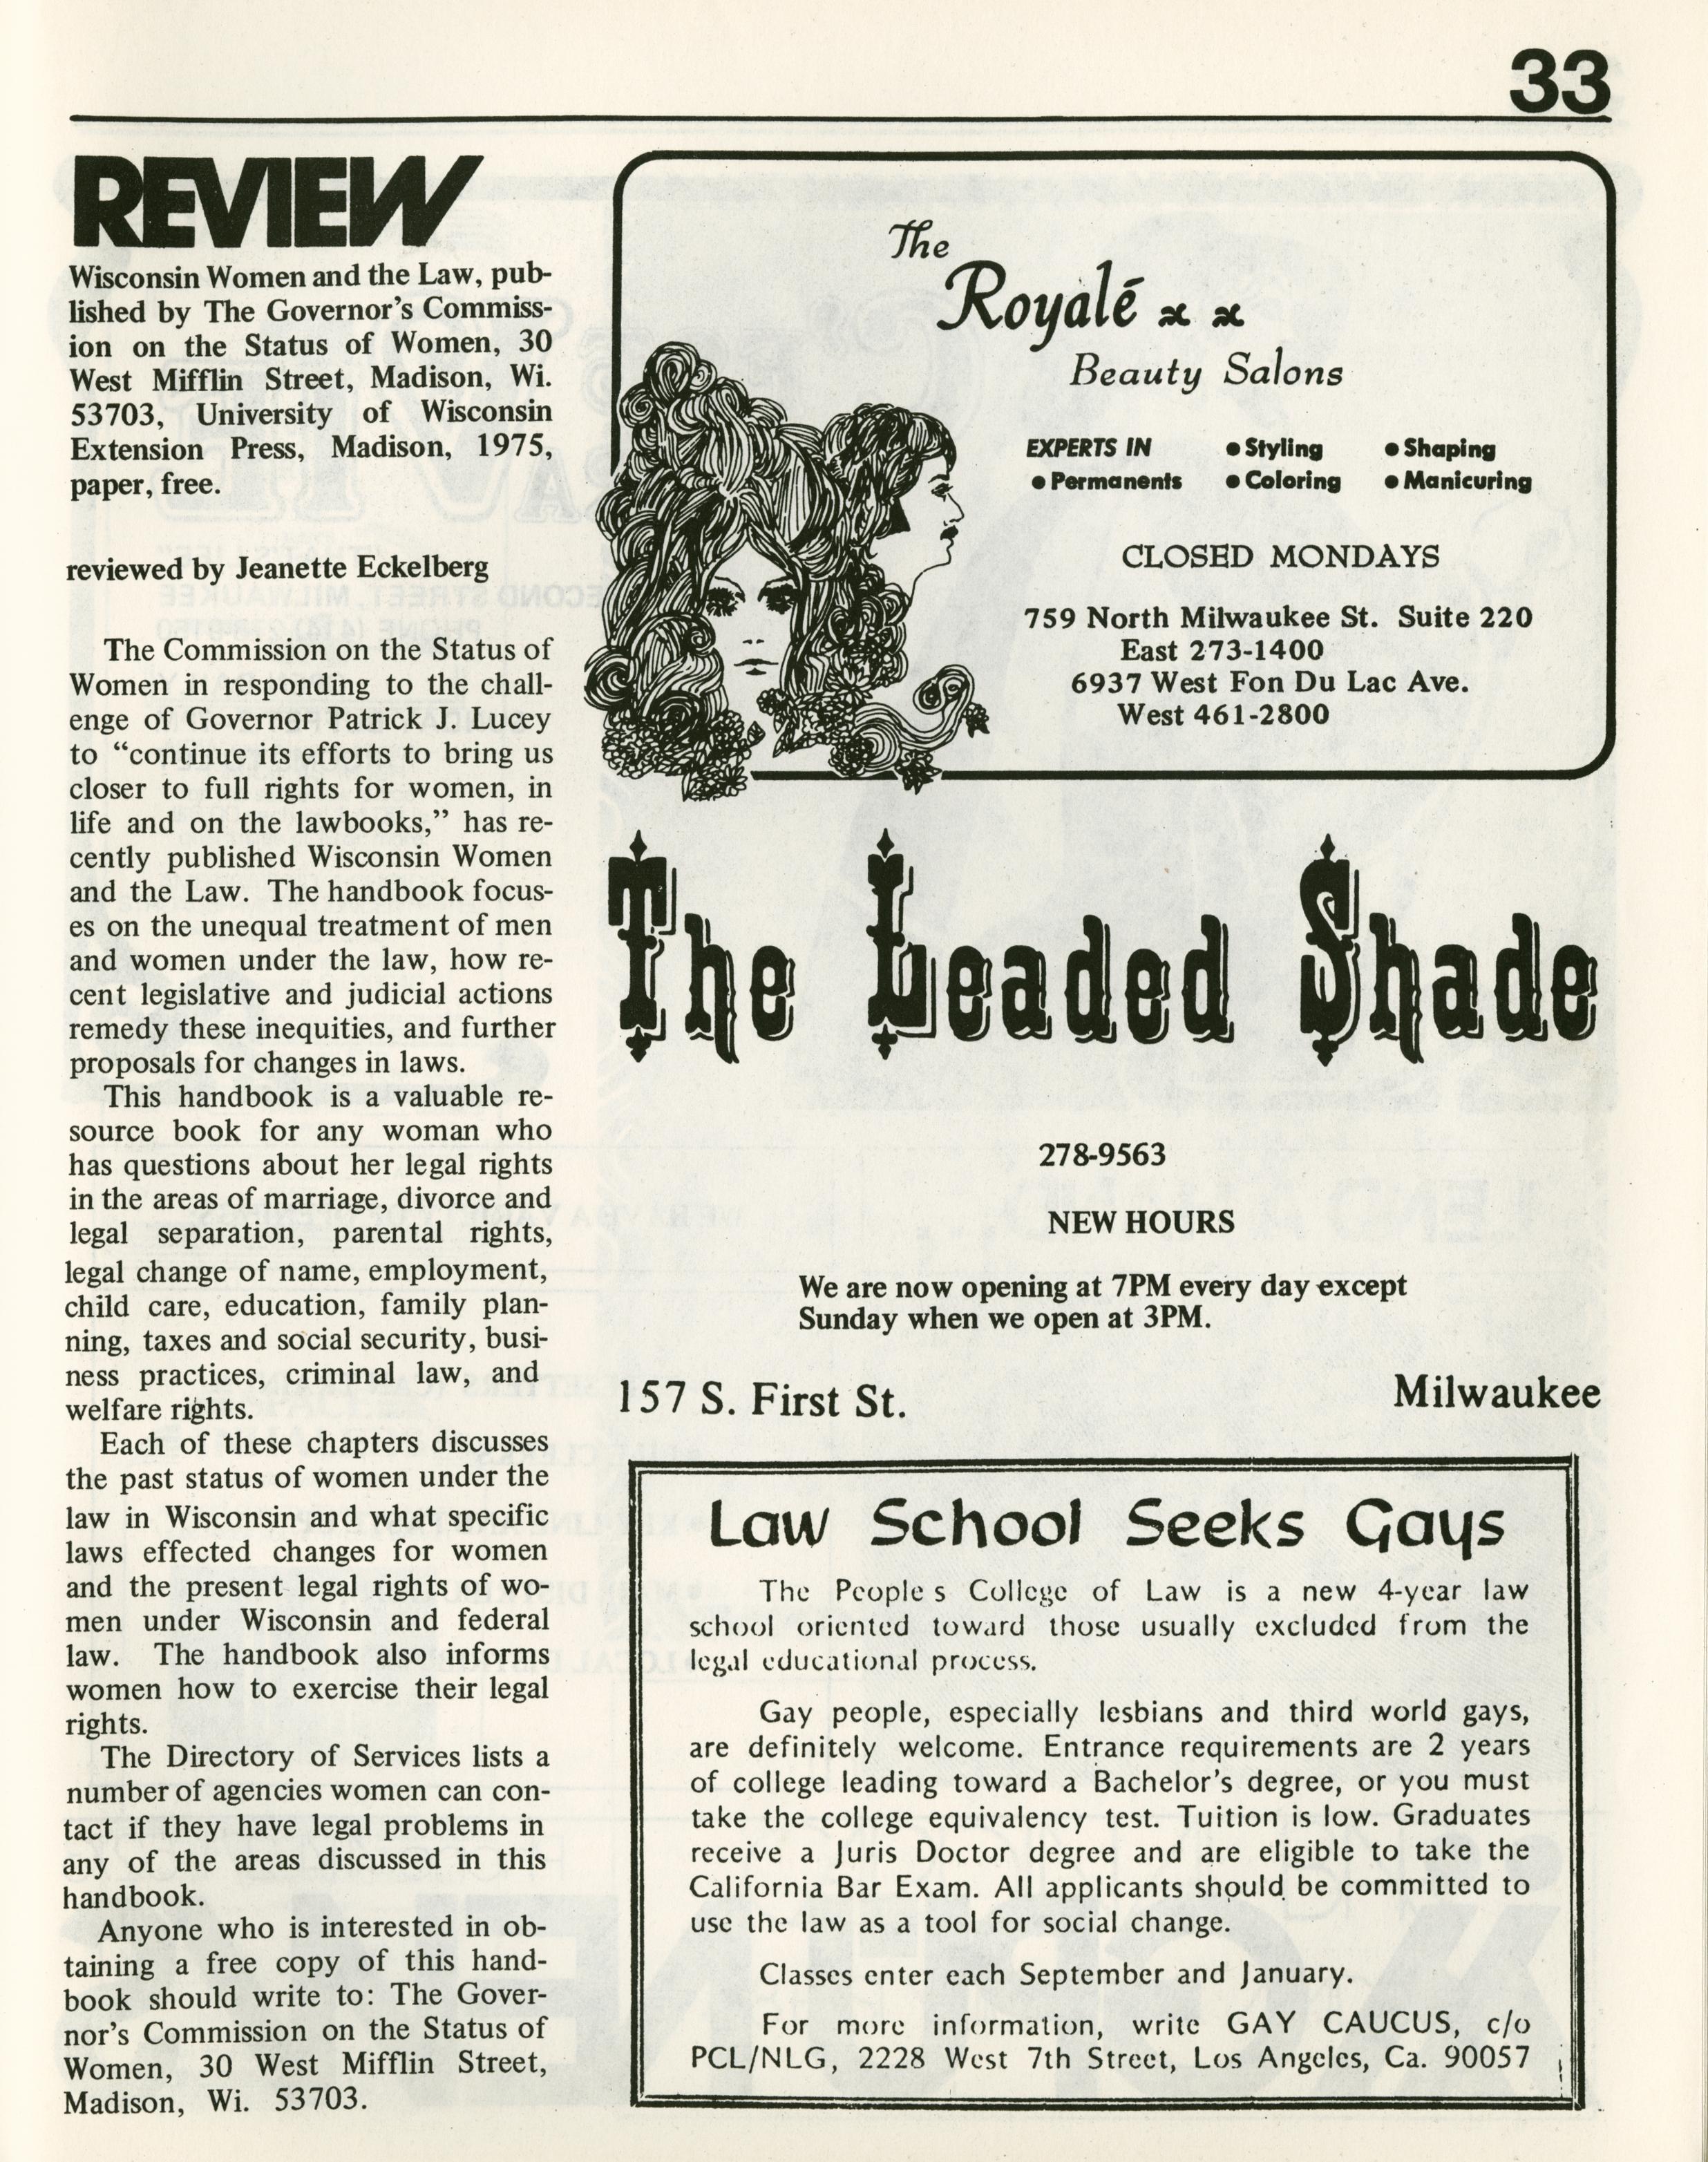 33
REVIEW
Wisconsin Women and the Law, pub-
lished by The Governor's Commiss-
ion on the Status of Women, 30
West Mifflin Street, Madison, Wi.
53703, University of Wisconsin
Extension Press, Madison, 1975,
paper, free.
reviewed by Jeanette Eckelberg
The Commission on the Status of
Women in responding to the chall-
enge of Governor Patrick J. Lucey
to “continue its efforts to bring us
closer to full rights for women, in
life and on the lawbooks,” has re-
cently published Wisconsin Women
and the Law. The handbook focus-
es on the unequal treatment of men
and women under the law, how re-
cent legislative and judicial actions
remedy these inequities, and further
proposals for changes in laws.
This handbook is a valuable re-
source book for any woman who
has questions about her legal rights
in the areas of marriage, divorce and
legal separation, parental rights,
legal change of name, employment,
child care, education, family plan-
ning, taxes and social security, busi-
ness practices, criminal law, and
welfare rights.
Each of these chapters discusses
the past status of women under the
law in Wisconsin and what specific
laws effected changes for women
and the present legal rights of wo-
men under Wisconsin and federal
law. The handbook also informs
women how to exercise their legal
rights.
The Directory of Services lists a
number of agencies women can con-
tact if they have legal problems in
any of the areas discussed in this
handbook.
Anyone who is interested in ob-
taining a free copy of this hand-
book should write to: The Gover-
nor's Commission on the Status of
Women, 30 West Mifflin Street,
Madison, Wi. 53703.
The
Royalé
Beauty Salons
EXPERTS IN • Styling • Shaping
• Permanents • Coloring • Manicuring
CLOSED MONDAYS
759 North Milwaukee St. Suite 220
East 273-1400
6937 West Fon Du Lac Ave.
West 461-2800
The Leaded Shade
278-9563
NEW HOURS
We are now opening at 7PM every day except
Sunday when we open at 3PM.
157 S. First St. Milwaukee
Law School Seeks Gays
The People s College of Law is a new 4-year law
school oriented toward those usually excluded from the
legal educational process.
Gay people, especially lesbians and third world gays,
are definitely welcome. Entrance requirements are 2 years
of college leading toward a Bachelor's degree, or you must
take the college equivalency test. Tuition is low. Graduates
receive a Juris Doctor degree and are eligible to take the
California Bar Exam. All applicants should be committed to
use the law as a tool for social change.
Classes enter each September and January.
For more information, write GAY CAUCUS, c/o
PCL/NLG, 2228 West 7th Street, Los Angeles, Ca. 90057